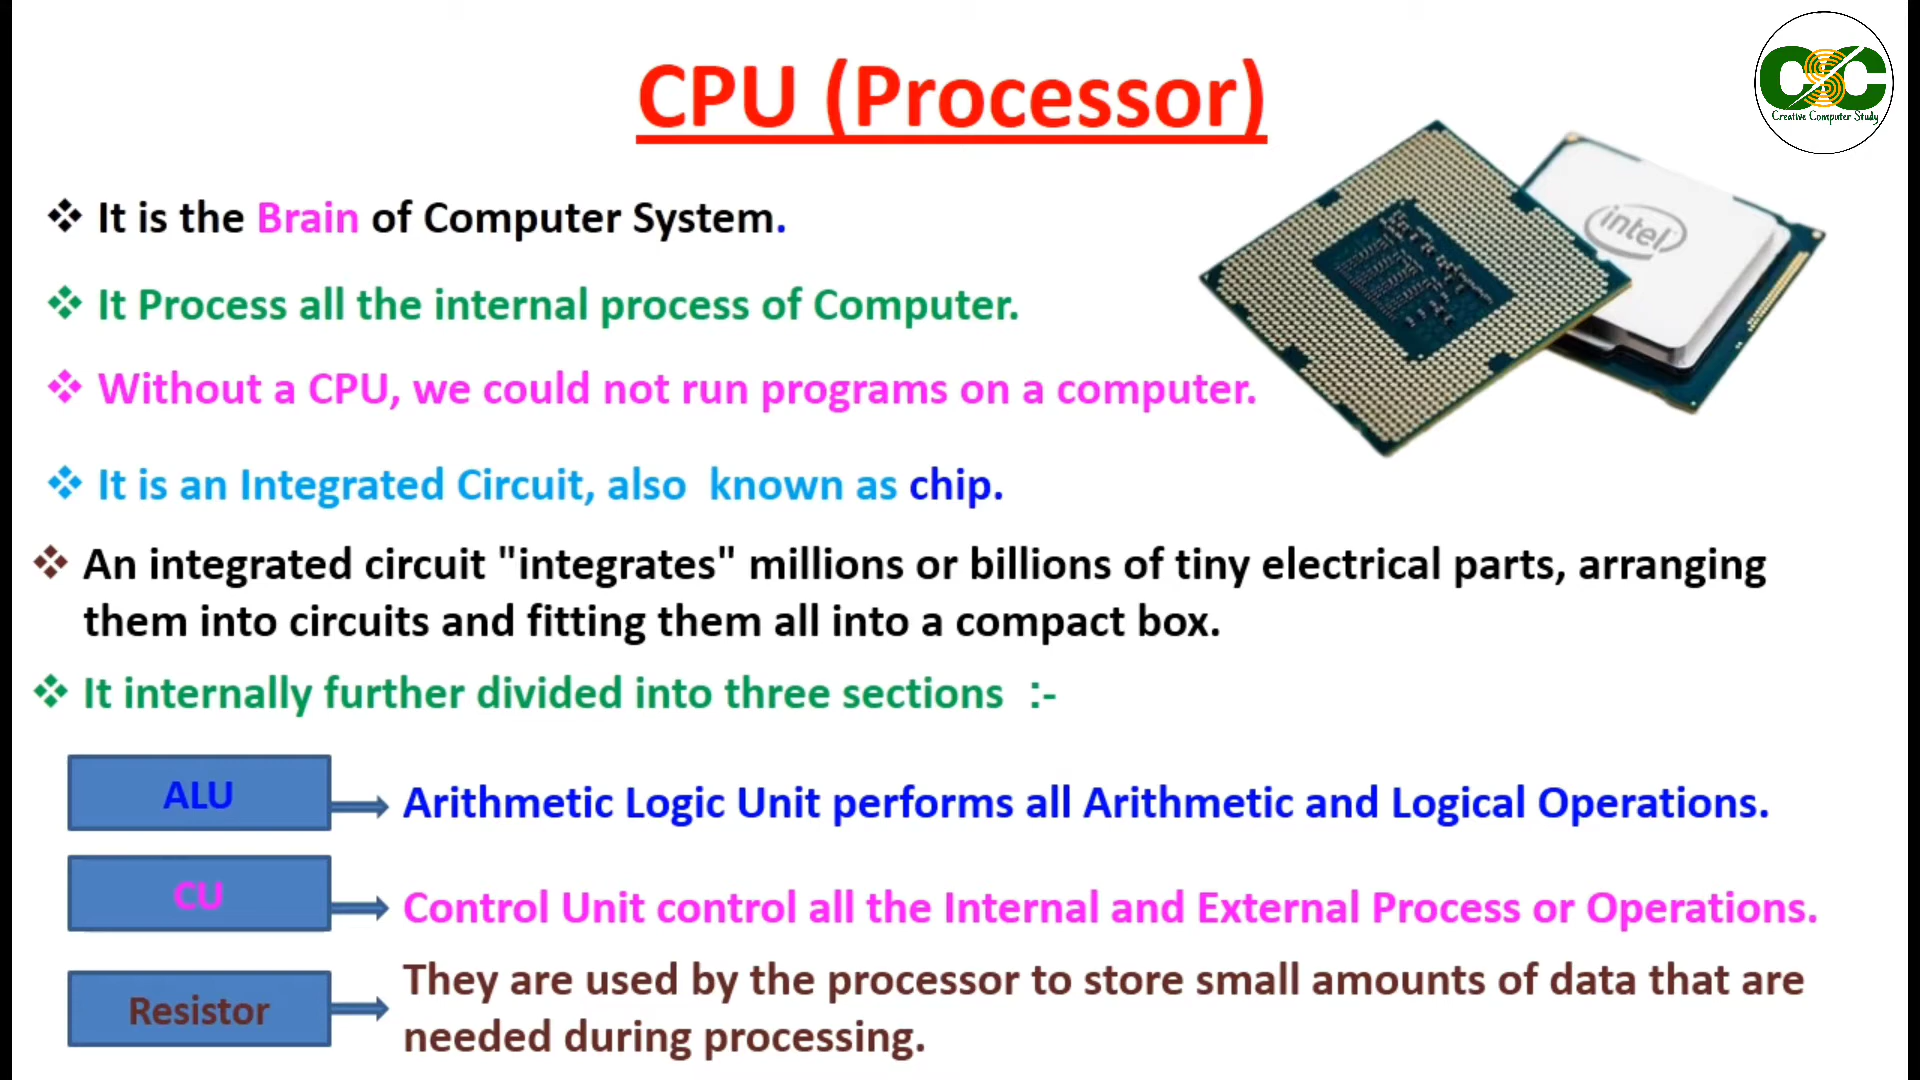 CPU (Processor)
CSC
Creative Computer Study
intel
❖ It is the Brain of Computer System.
❖ It Process all the internal process of Computer.
❖ Without a CPU, we could not run programs on a computer.
❖ It is an Integrated Circuit, also known as chip.
❖ An integrated circuit "integrates" millions or billions of tiny electrical parts, arranging
them into circuits and fitting them all into a compact box.
❖ It internally further divided into three sections :-
ALU
Arithmetic Logic Unit performs all Arithmetic and Logical Operations.
CU
Control Unit control all the Internal and External Process or Operations.
Resistor
They are used by the processor to store small amounts of data that are
needed during processing.